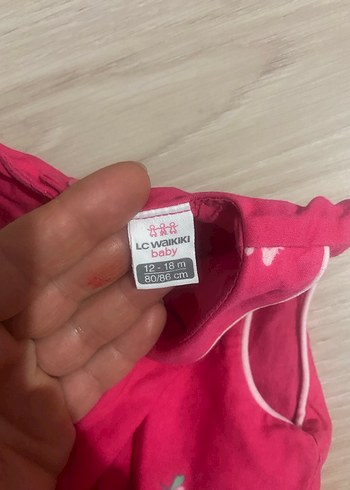 LC WAIKIKI
baby
12 - 18 m
80/86 cm